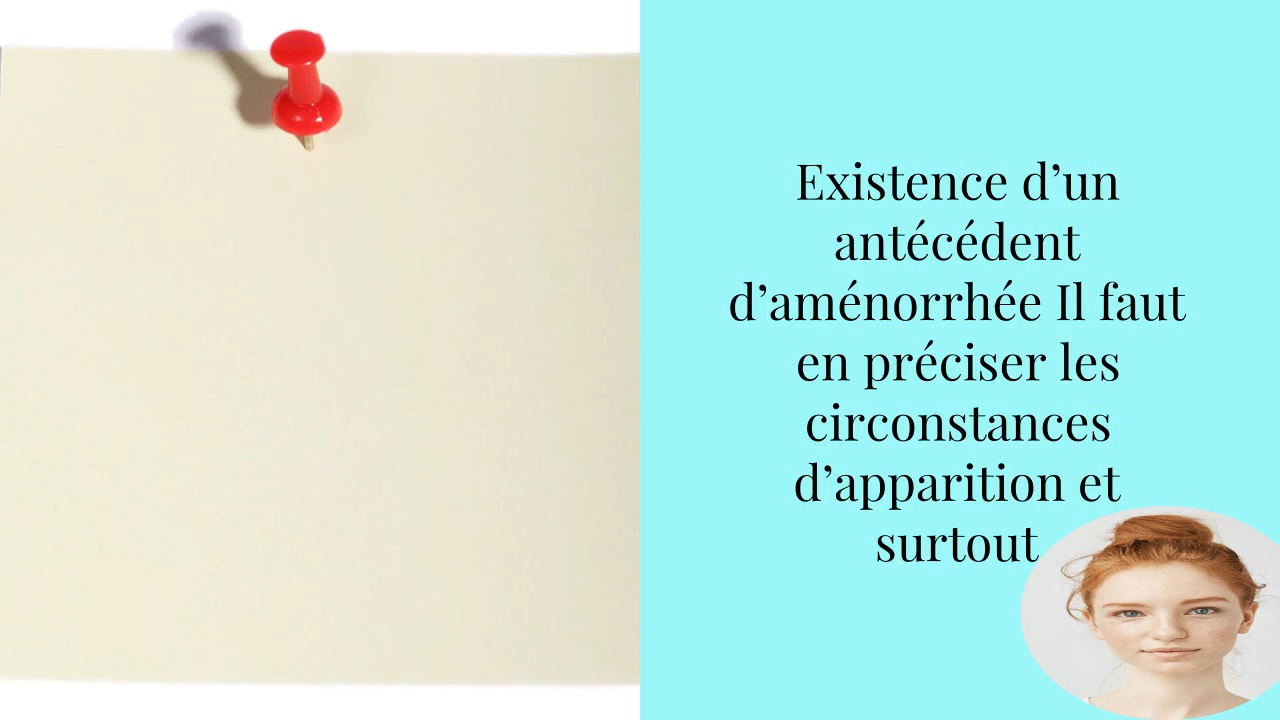 Existence d’un
antécédent
d’aménorrhée Il faut
en préciser les
circonstances
d’apparition et
surtout